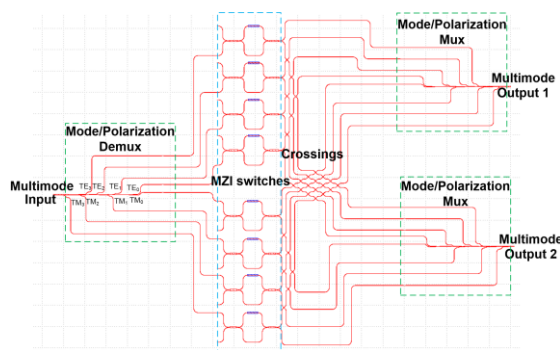 Mode/Polarization
Mux
Multimode
Output 1
Mode/Polarization
Demux
Crossings
MZI switches
Multimode
Input
TE3 TE2 TE1 TE0
TM3 TM2 TM1 TM0
Mode/Polarization
Mux
Multimode
Output 2